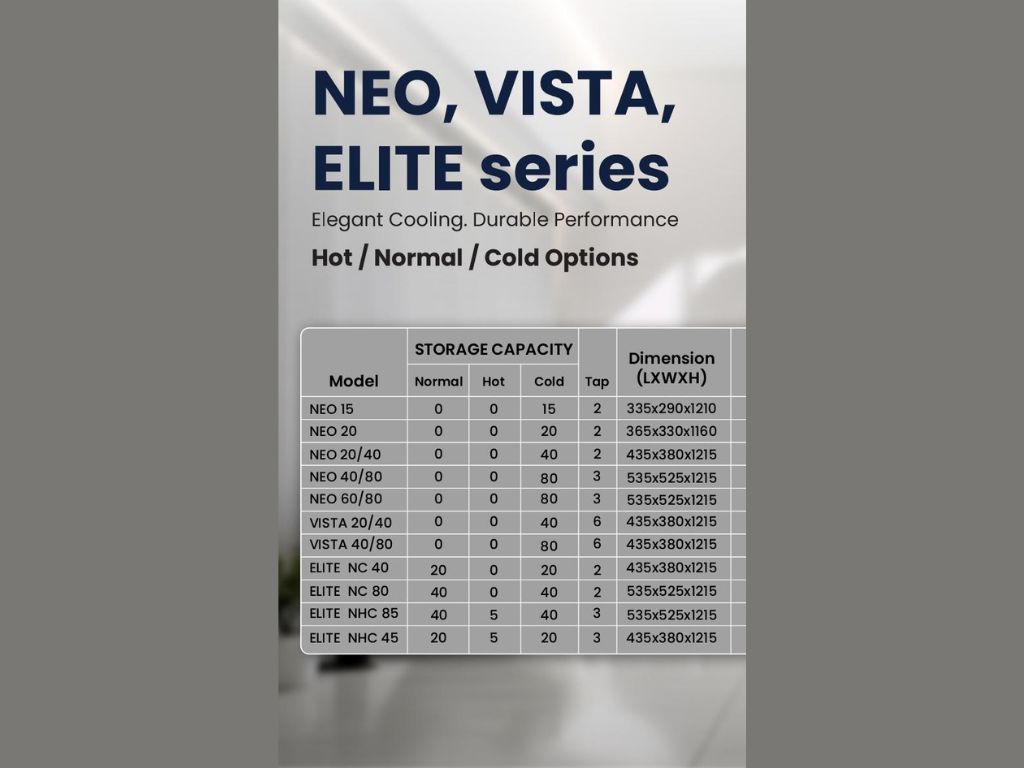 NEO, VISTA,
ELITE series
Elegant Cooling. Durable Performance
Hot / Normal / Cold Options
Model STORAGE CAPACITY Tap Dimension (LXWXH)
Normal Hot Cold
NEO 15 0 0 15 2 335x290x1210
NEO 20 0 0 20 2 365x330x1160
NEO 20/40 0 0 40 2 435x380x1215
NEO 40/80 0 0 80 3 535x525x1215
NEO 60/80 0 0 80 3 535x525x1215
VISTA 20/40 0 0 40 6 435x380x1215
VISTA 40/80 0 0 80 6 435x380x1215
ELITE NC 40 20 0 20 2 435x380x1215
ELITE NC 80 40 0 40 2 535x525x1215
ELITE NHC 85 40 5 40 3 535x525x1215
ELITE NHC 45 20 5 20 3 435x380x1215